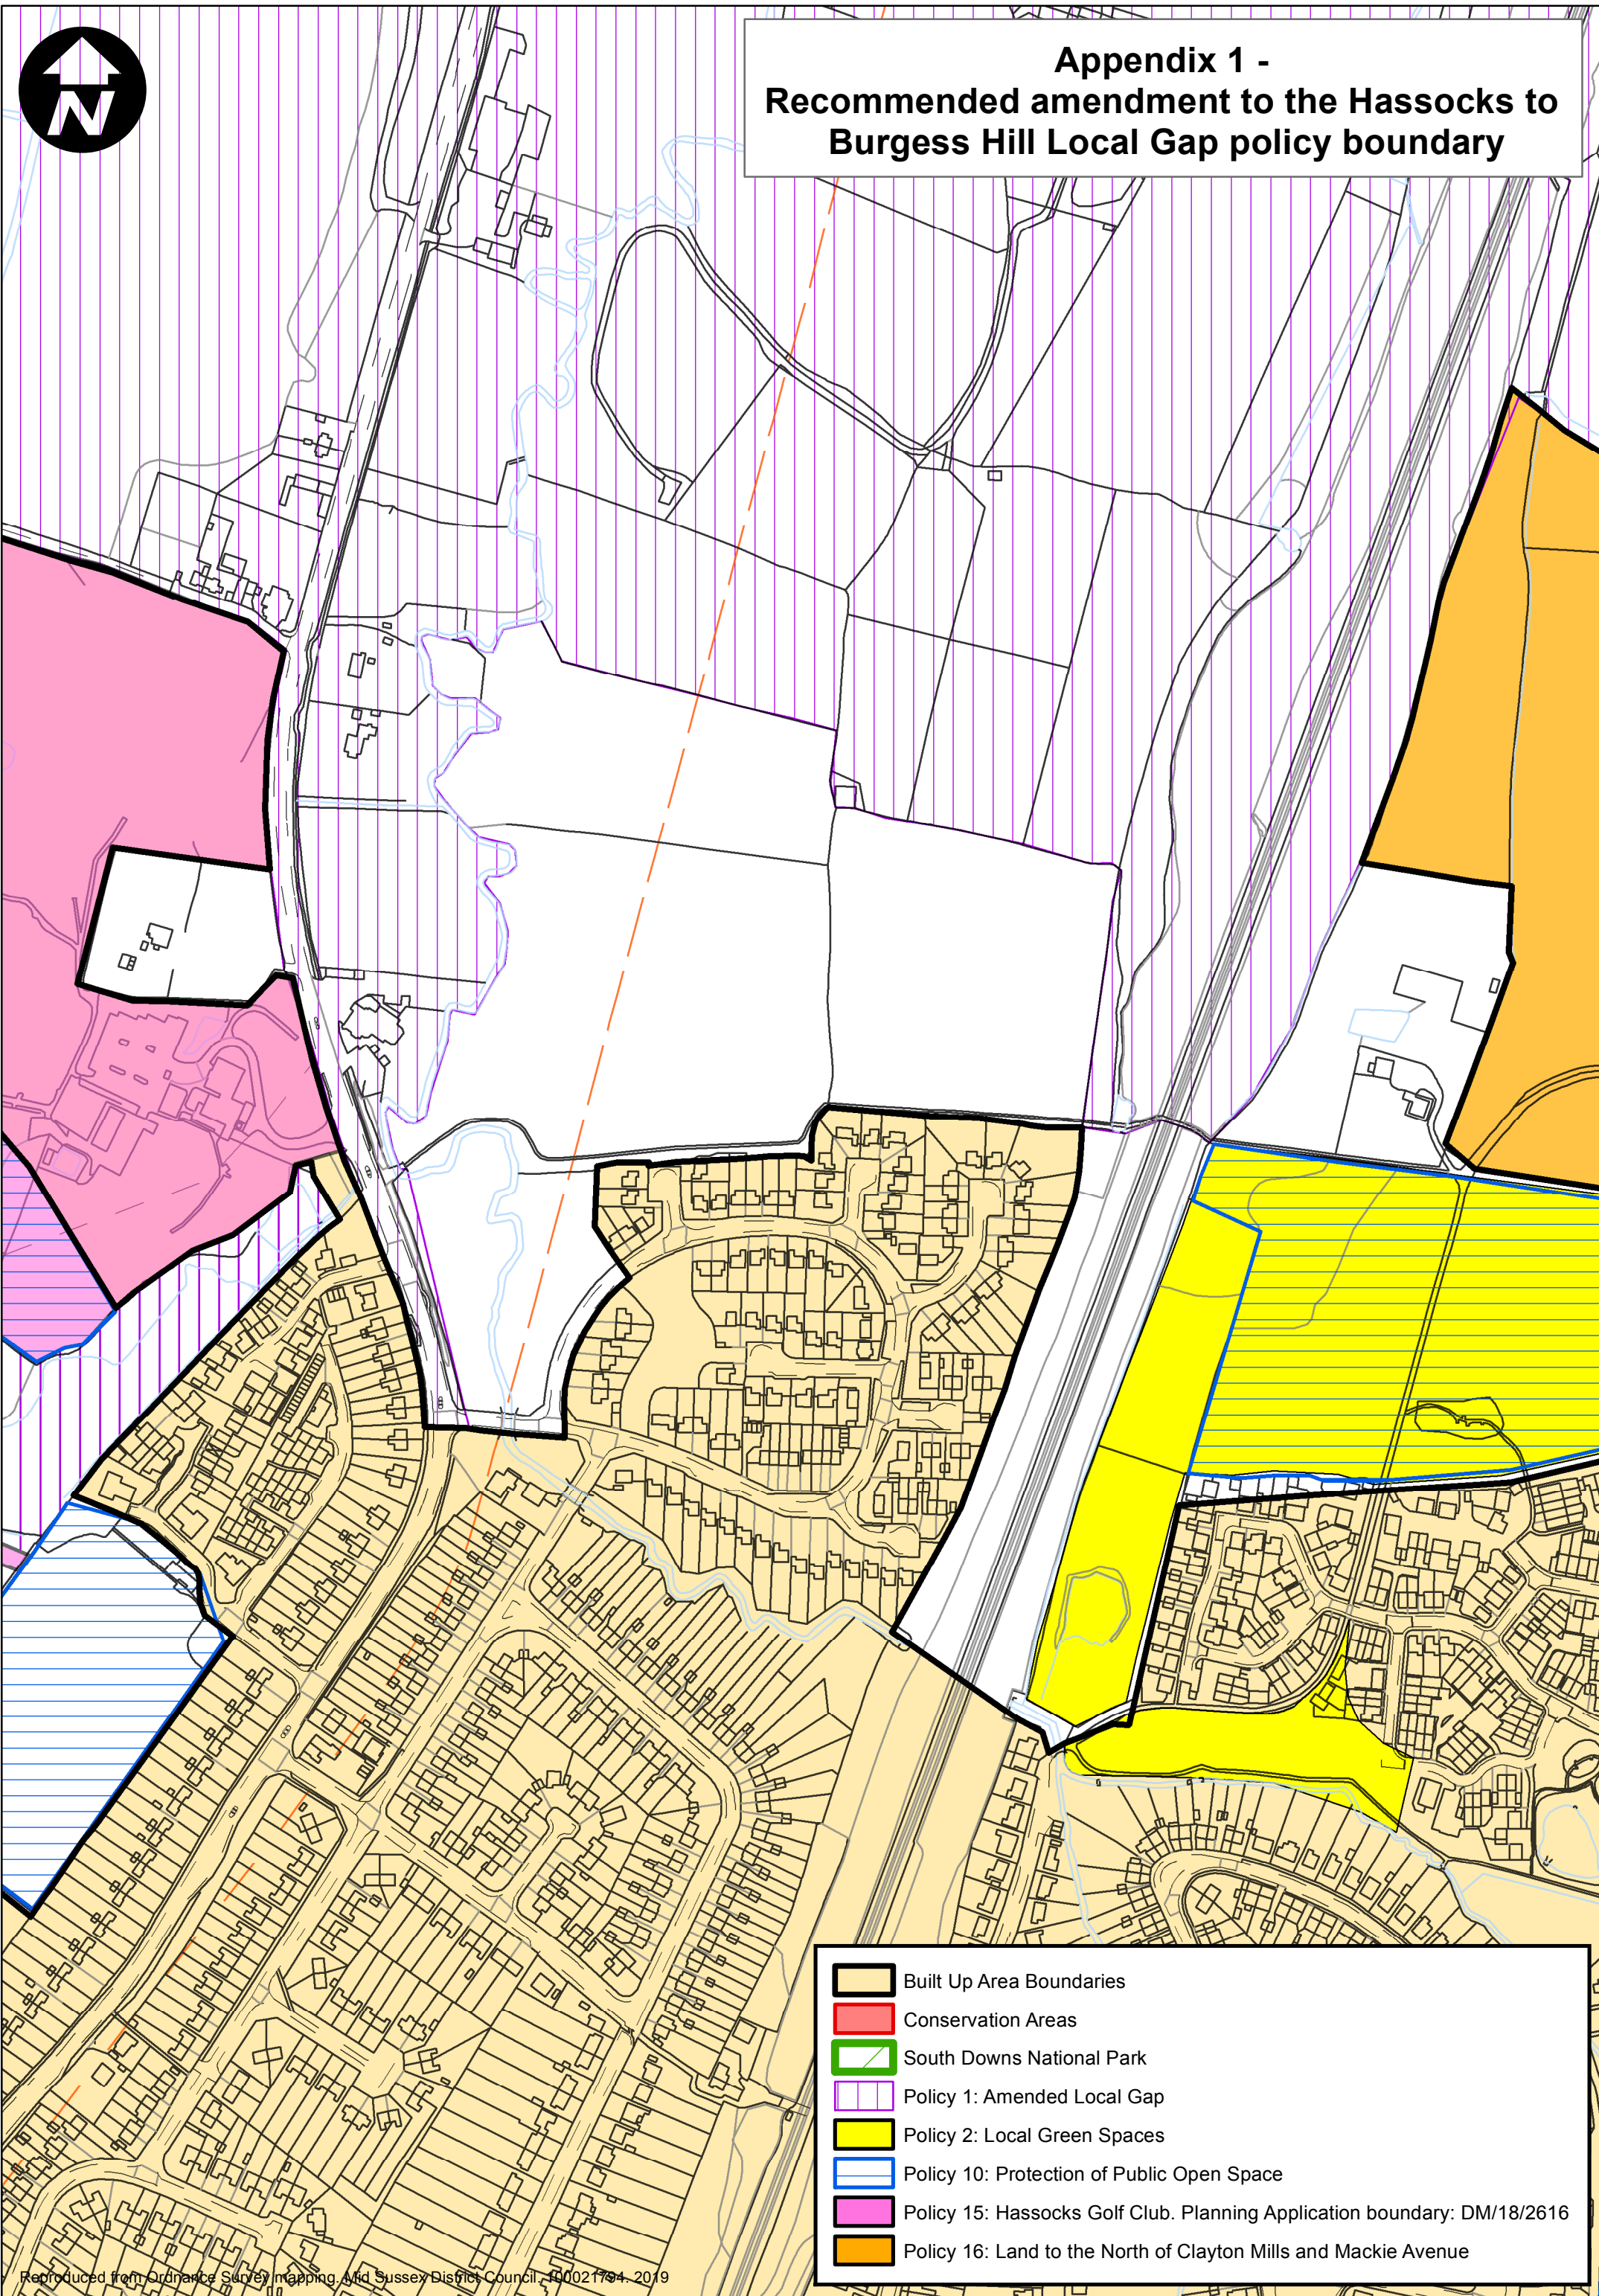 N
Appendix 1 -
Recommended amendment to the Hassocks to
Burgess Hill Local Gap policy boundary
Built Up Area Boundaries
Conservation Areas
South Downs National Park
Policy 1: Amended Local Gap
Policy 2: Local Green Spaces
Policy 10: Protection of Public Open Space
Policy 15: Hassocks Golf Club. Planning Application boundary: DM/18/2616
Policy 16: Land to the North of Clayton Mills and Mackie Avenue
Reproduced from Ordnance Survey mapping. Mid Sussex District Council. 100021794. 2019